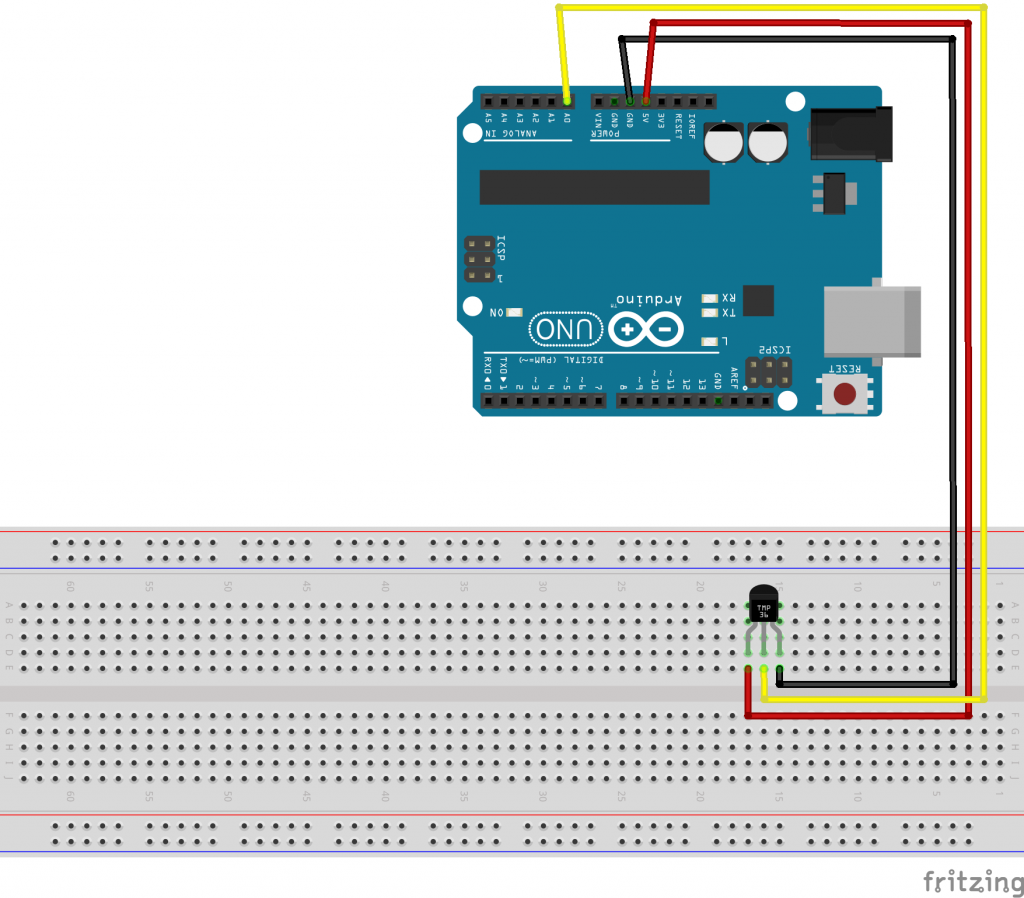 A5 A4 A3 A2 A1 A0 VIN GND GND 5V 3V3 RESET IOREF
ANALOG IN POWER
ICSP
1
Arduino™ RX
ON UNO TX
L
DIGITAL (PWM=~) ICSP2
RX0◄0 TX0►1 2 ~3 4 ~5 ~6 7 8 ~9 ~10 ~11 12 13 GND AREF RESET
60 55 50 45 40 35 30 25 20 15 10 5 1
TMP
36
A A
B B
C C
D D
E E
F F
G G
H H
I I
J J
60 55 50 45 40 35 30 25 20 15 10 5 1
fritzing